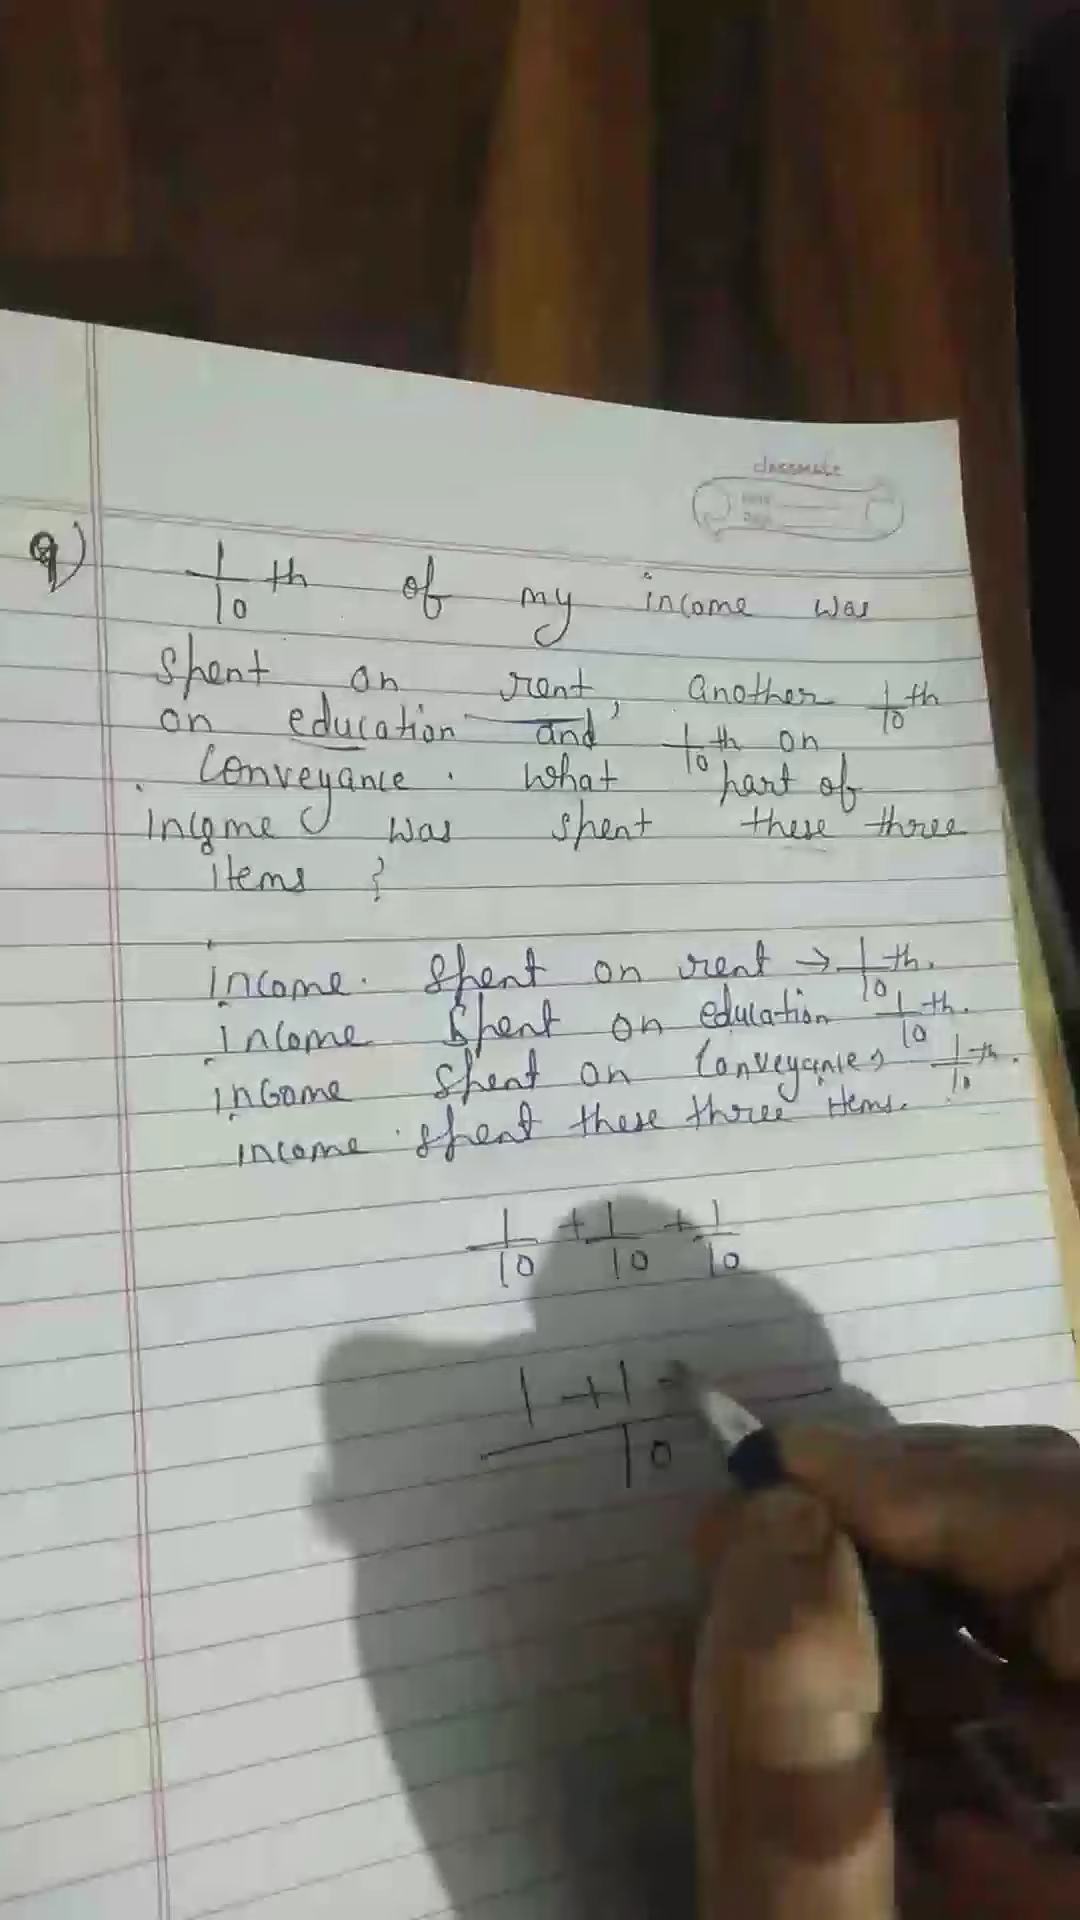 classmate
q)
1/10 th of my income was
spent on rent, another 1/10 th
on education and 1/10 th on
Conveyance. what part of
income was spent these three
items ?
income. spent on rent → 1/10 th.
income spent on education 1/10 th.
income spent on Conveyanies 1/10 th.
income spent these three items.
1/10 + 1/10 + 1/10
1 + 1 +
10